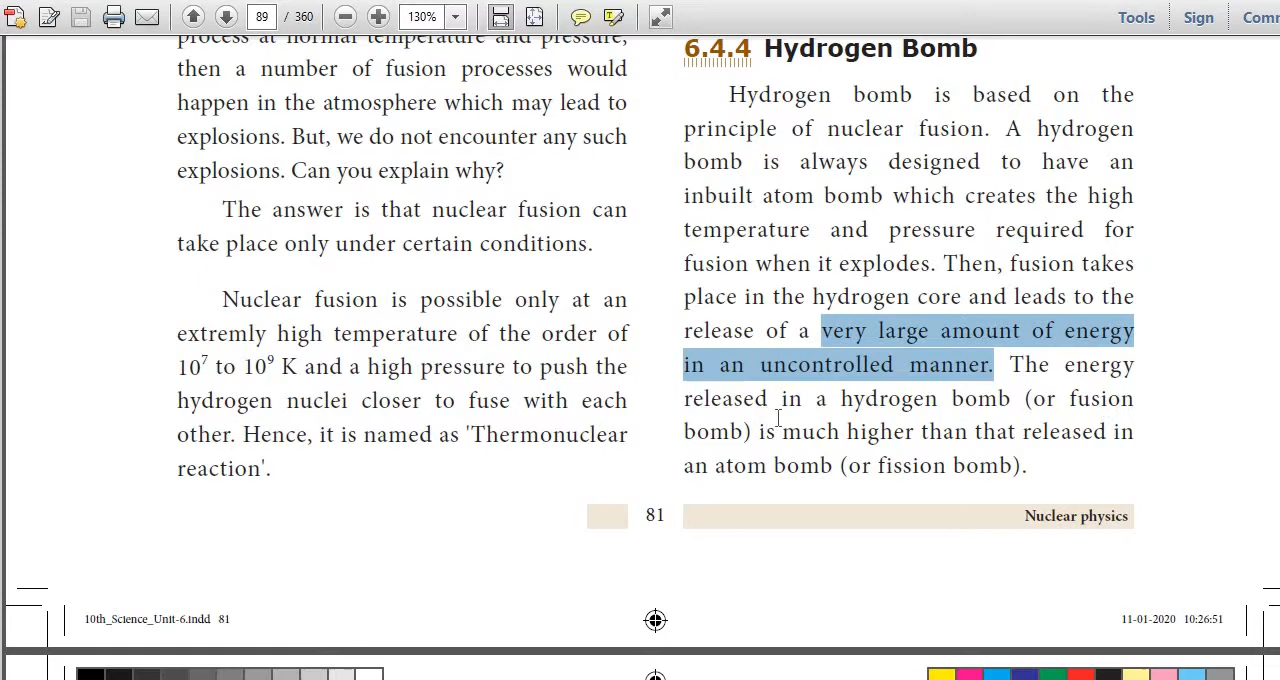 89 / 360
130%
Tools
Sign
Comm
process at normal temperature and pressure,
then a number of fusion processes would
happen in the atmosphere which may lead to
explosions. But, we do not encounter any such
explosions. Can you explain why?
The answer is that nuclear fusion can
take place only under certain conditions.
Nuclear fusion is possible only at an
extremly high temperature of the order of
10⁷ to 10⁹ K and a high pressure to push the
hydrogen nuclei closer to fuse with each
other. Hence, it is named as 'Thermonuclear
reaction'.
6.4.4 Hydrogen Bomb
Hydrogen bomb is based on the
principle of nuclear fusion. A hydrogen
bomb is always designed to have an
inbuilt atom bomb which creates the high
temperature and pressure required for
fusion when it explodes. Then, fusion takes
place in the hydrogen core and leads to the
release of a very large amount of energy
in an uncontrolled manner. The energy
released in a hydrogen bomb (or fusion
bomb) is much higher than that released in
an atom bomb (or fission bomb).
81
Nuclear physics
10th_Science_Unit-6.indd 81
11-01-2020 10:26:51